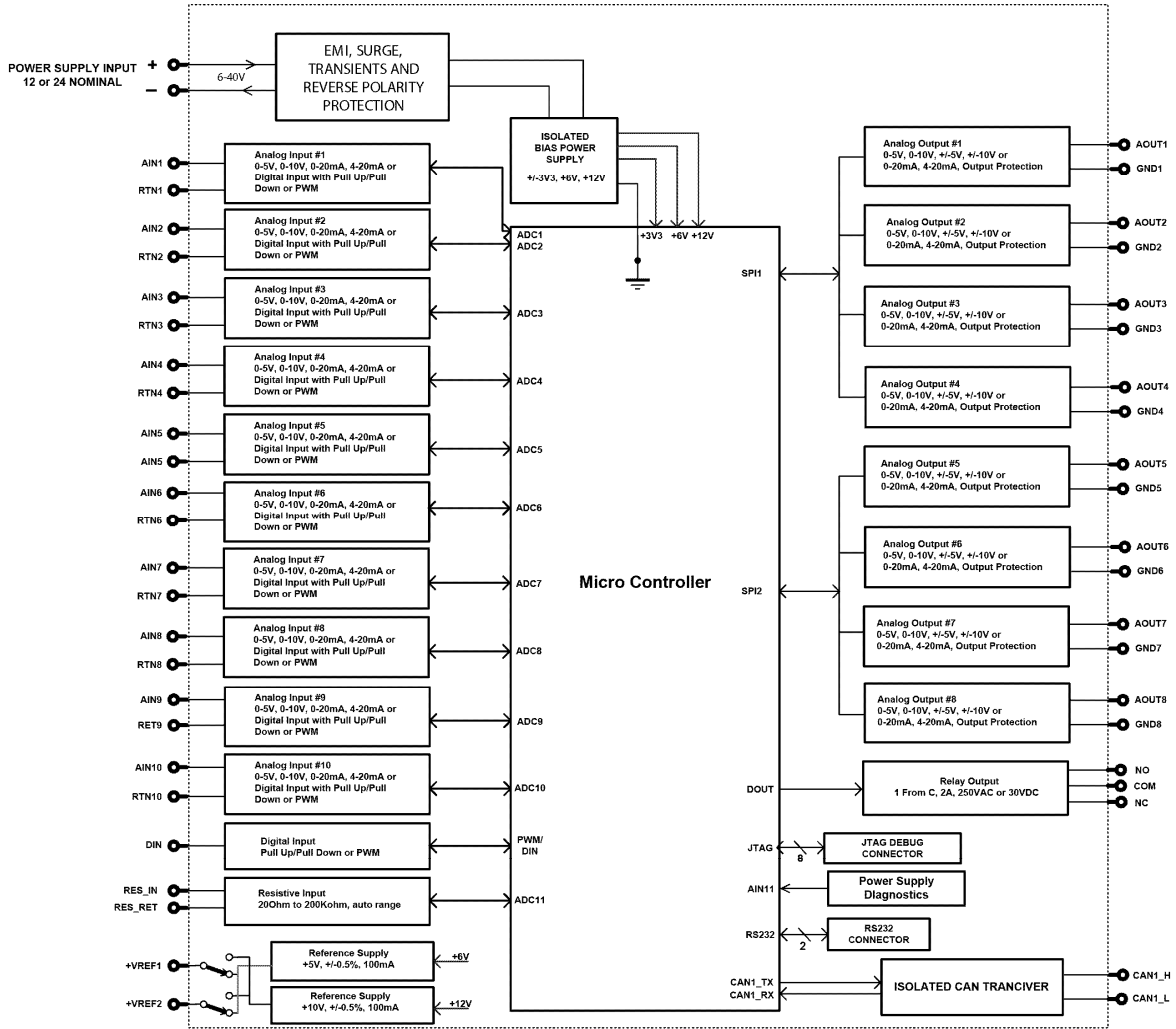 POWER SUPPLY INPUT
12 or 24 NOMINAL
+
−
6-40V
EMI, SURGE,
TRANSIENTS AND
REVERSE POLARITY
PROTECTION
ISOLATED
BIAS POWER
SUPPLY
+/-3V3, +6V, +12V
AIN1
RTN1
Analog Input #1
0-5V, 0-10V, 0-20mA, 4-20mA or
Digital Input with Pull Up/Pull
Down or PWM
AIN2
RTN2
Analog Input #2
0-5V, 0-10V, 0-20mA, 4-20mA or
Digital Input with Pull Up/Pull
Down or PWM
AIN3
RTN3
Analog Input #3
0-5V, 0-10V, 0-20mA, 4-20mA or
Digital Input with Pull Up/Pull
Down or PWM
AIN4
RTN4
Analog Input #4
0-5V, 0-10V, 0-20mA, 4-20mA or
Digital Input with Pull Up/Pull
Down or PWM
AIN5
AIN5
Analog Input #5
0-5V, 0-10V, 0-20mA, 4-20mA or
Digital Input with Pull Up/Pull
Down or PWM
AIN6
RTN6
Analog Input #6
0-5V, 0-10V, 0-20mA, 4-20mA or
Digital Input with Pull Up/Pull
Down or PWM
AIN7
RTN7
Analog Input #7
0-5V, 0-10V, 0-20mA, 4-20mA or
Digital Input with Pull Up/Pull
Down or PWM
AIN8
RTN8
Analog Input #8
0-5V, 0-10V, 0-20mA, 4-20mA or
Digital Input with Pull Up/Pull
Down or PWM
AIN9
RET9
Analog Input #9
0-5V, 0-10V, 0-20mA, 4-20mA or
Digital Input with Pull Up/Pull
Down or PWM
AIN10
RTN10
Analog Input #10
0-5V, 0-10V, 0-20mA, 4-20mA or
Digital Input with Pull Up/Pull
Down or PWM
DIN
Digital Input
Pull Up/Pull Down or PWM
RES_IN
RES_RET
Resistive Input
20Ohm to 200Kohm, auto range
+VREF1
+VREF2
Reference Supply
+5V, +/-0.5%, 100mA
+6V
Reference Supply
+10V, +/-0.5%, 100mA
+12V
+3V3 +6V +12V
ADC1
ADC2
ADC3
ADC4
ADC5
ADC6
ADC7
ADC8
ADC9
ADC10
PWM/
DIN
ADC11
Micro Controller
SPI1
SPI2
DOUT
JTAG
AIN11
RS232
CAN1_TX
CAN1_RX
Analog Output #1
0-5V, 0-10V, +/-5V, +/-10V or
0-20mA, 4-20mA, Output Protection
AOUT1
GND1
Analog Output #2
0-5V, 0-10V, +/-5V, +/-10V or
0-20mA, 4-20mA, Output Protection
AOUT2
GND2
Analog Output #3
0-5V, 0-10V, +/-5V, +/-10V or
0-20mA, 4-20mA, Output Protection
AOUT3
GND3
Analog Output #4
0-5V, 0-10V, +/-5V, +/-10V or
0-20mA, 4-20mA, Output Protection
AOUT4
GND4
Analog Output #5
0-5V, 0-10V, +/-5V, +/-10V or
0-20mA, 4-20mA, Output Protection
AOUT5
GND5
Analog Output #6
0-5V, 0-10V, +/-5V, +/-10V or
0-20mA, 4-20mA, Output Protection
AOUT6
GND6
Analog Output #7
0-5V, 0-10V, +/-5V, +/-10V or
0-20mA, 4-20mA, Output Protection
AOUT7
GND7
Analog Output #8
0-5V, 0-10V, +/-5V, +/-10V or
0-20mA, 4-20mA, Output Protection
AOUT8
GND8
Relay Output
1 From C, 2A, 250VAC or 30VDC
NO
COM
NC
8
JTAG DEBUG
CONNECTOR
Power Supply
Diagnostics
2
RS232
CONNECTOR
ISOLATED CAN TRANCIVER
CAN1_H
CAN1_L